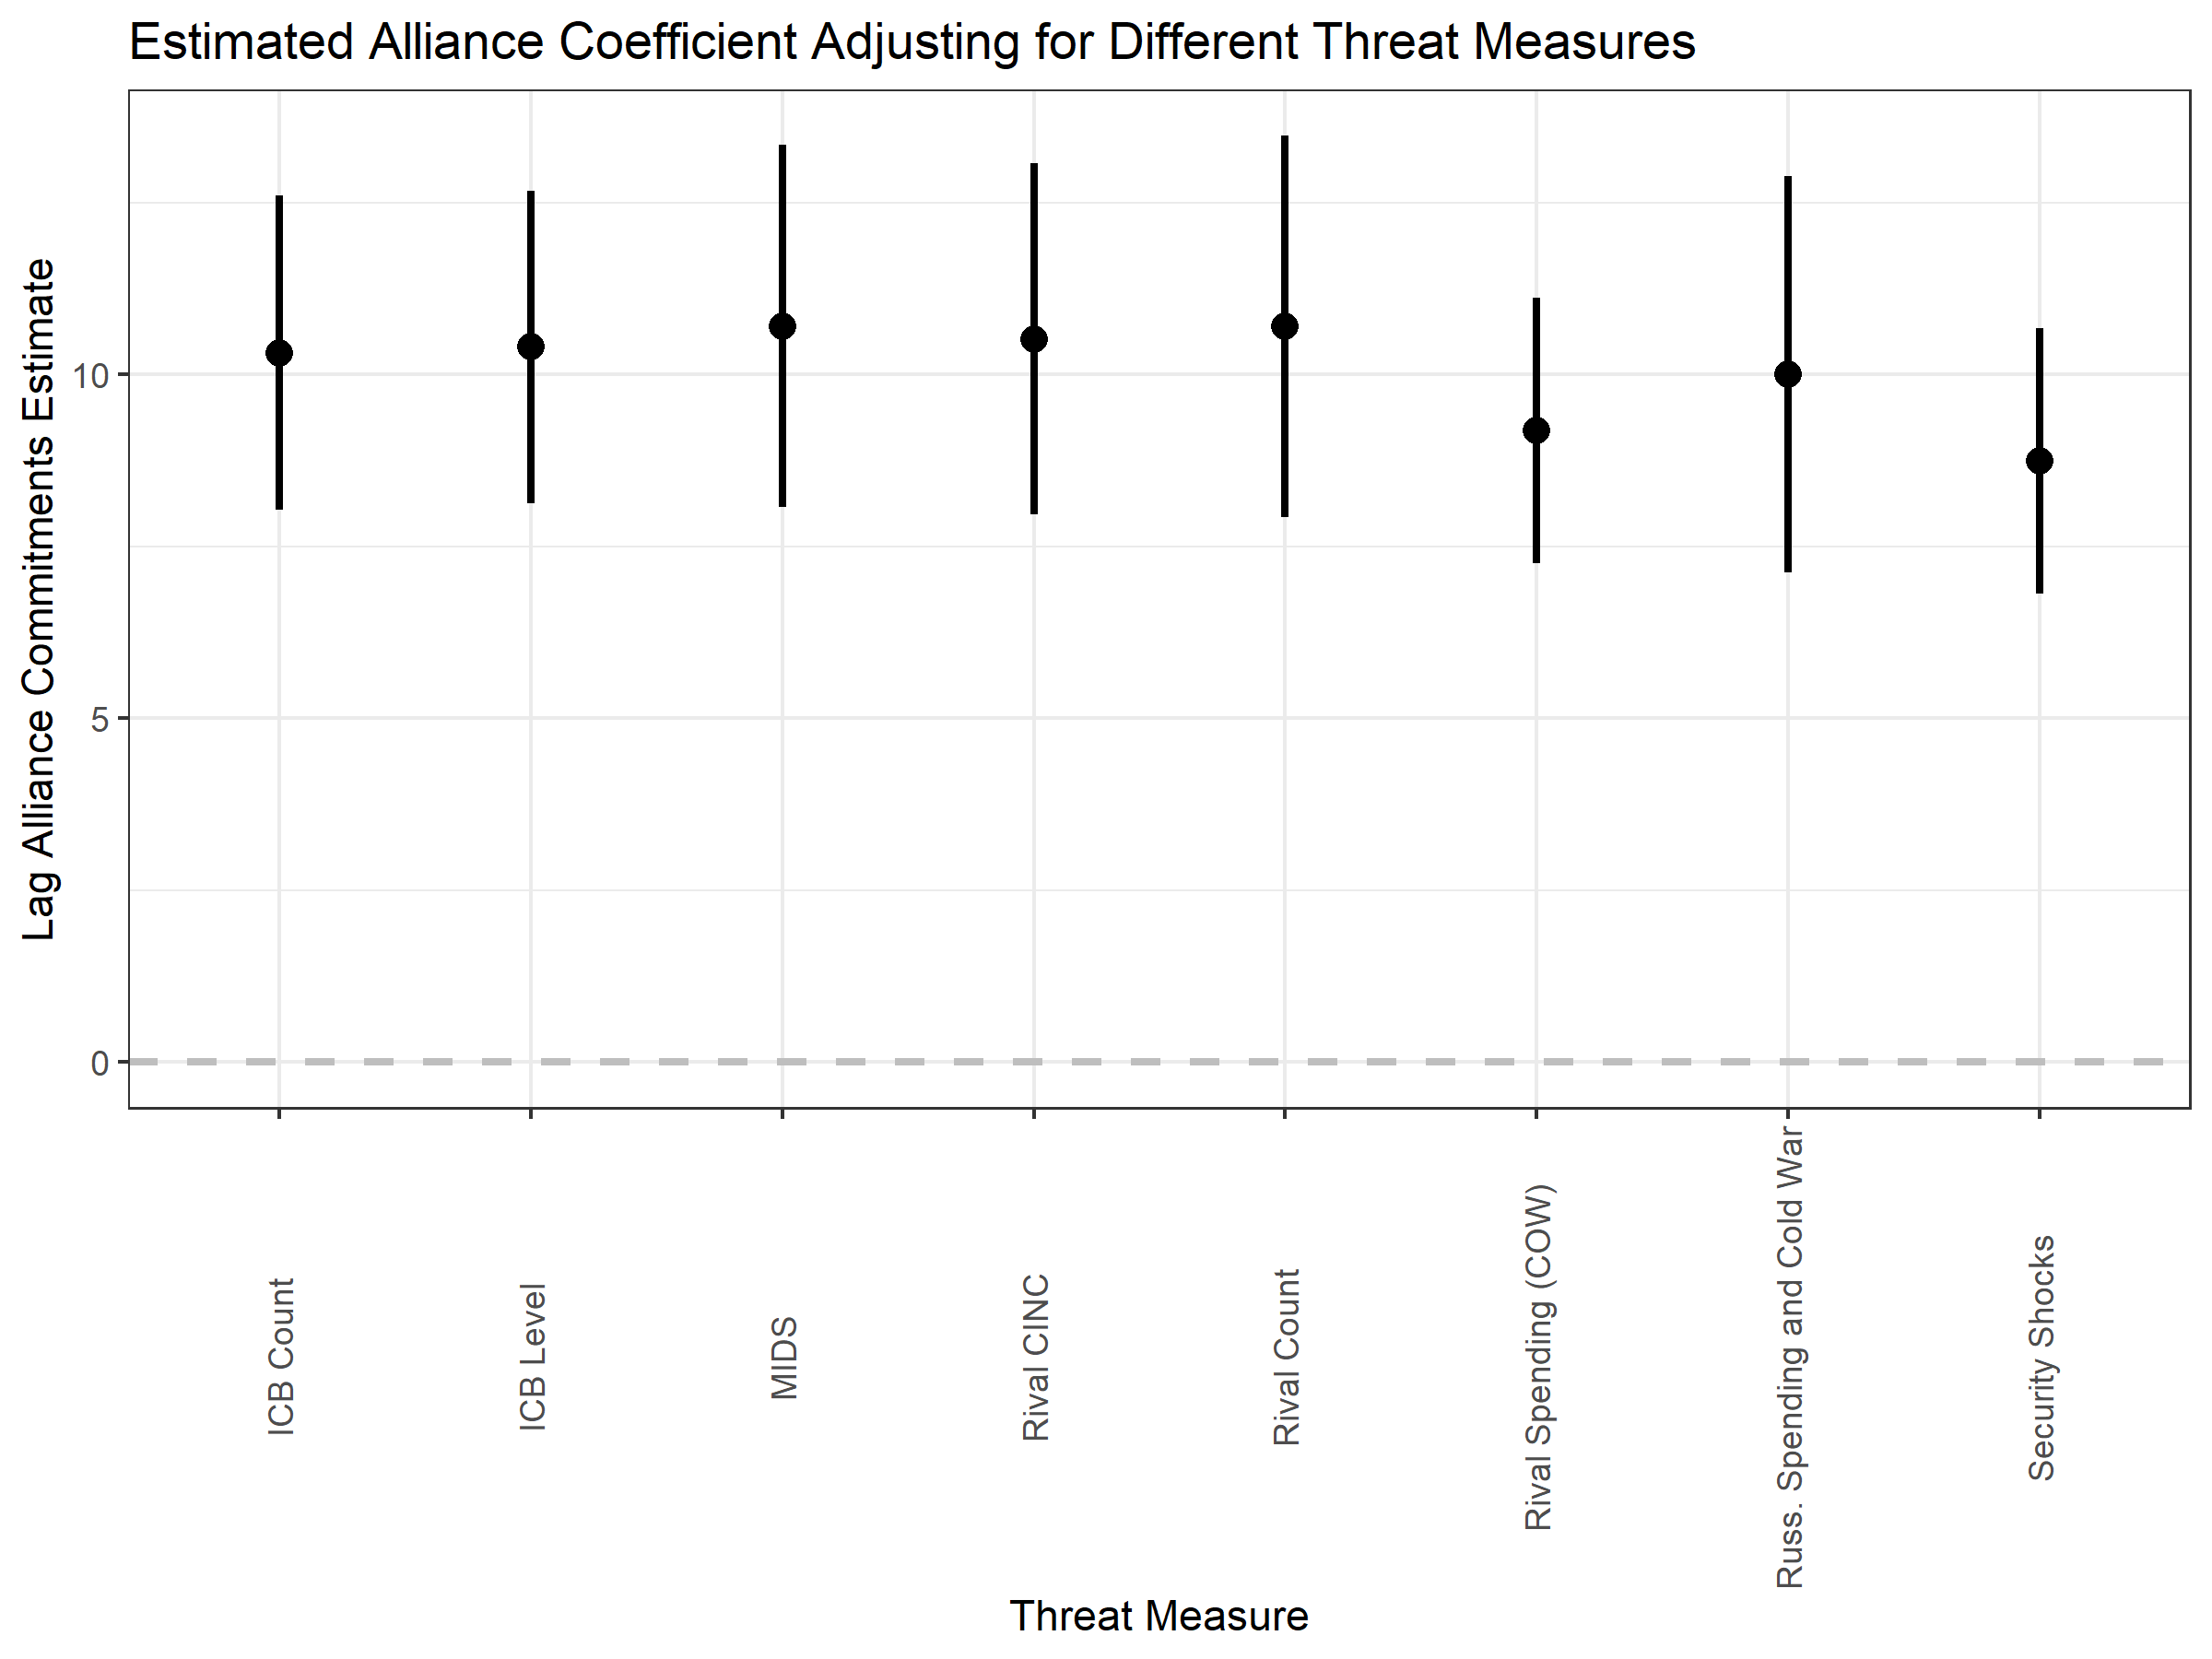 Estimated Alliance Coefficient Adjusting for Different Threat Measures
Lag Alliance Commitments Estimate
10
5
0
ICB Count
ICB Level
MIDS
Rival CINC
Rival Count
Rival Spending (COW)
Russ. Spending and Cold War
Security Shocks
Threat Measure